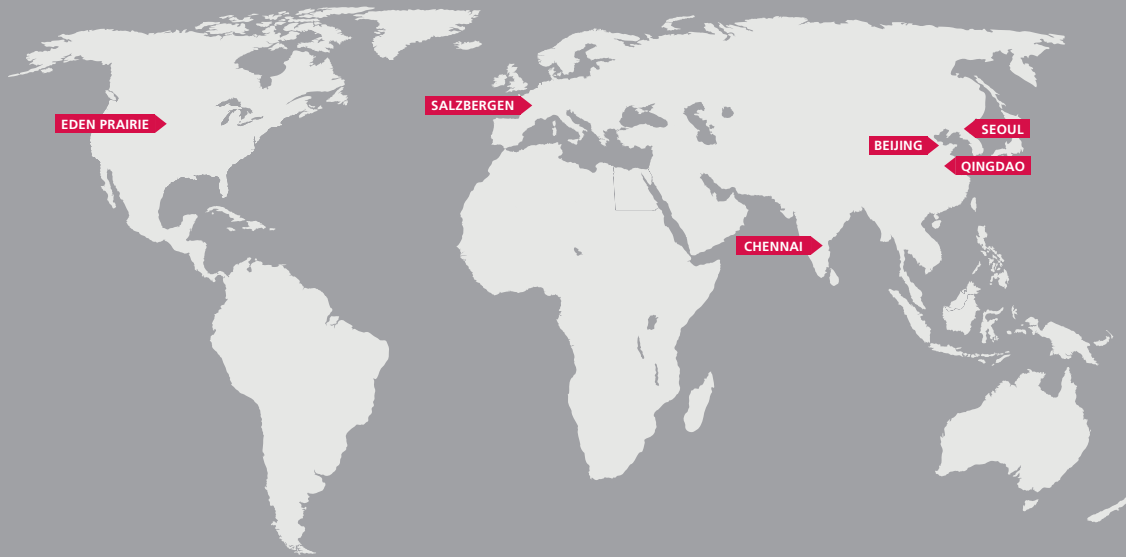 SALZBERGEN
EDEN PRAIRIE
SEOUL
BEIJING
QINGDAO
CHENNAI